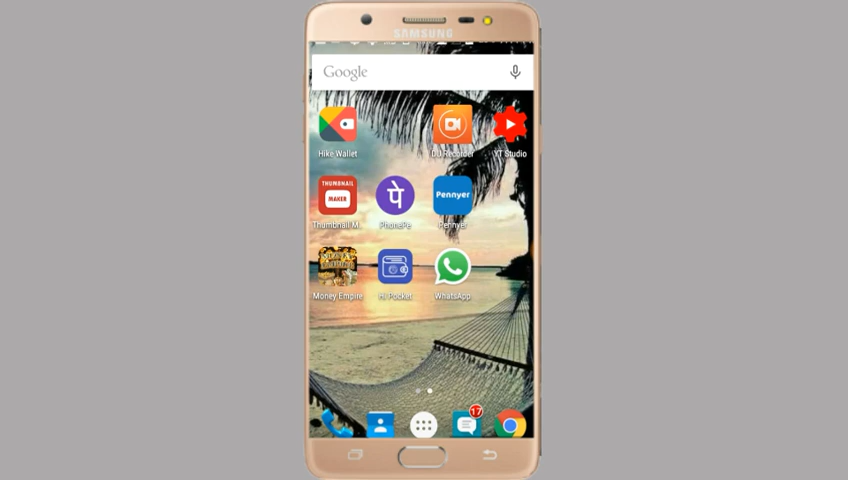 SAMSUNG
Google
Hike Wallet
DU Recorder
YT Studio
THUMBNAIL
MAKER
पे
Pennyer
Thumbnail M..
PhonePe
Pennyer
Money Empire
Hi Pocket
WhatsApp
17